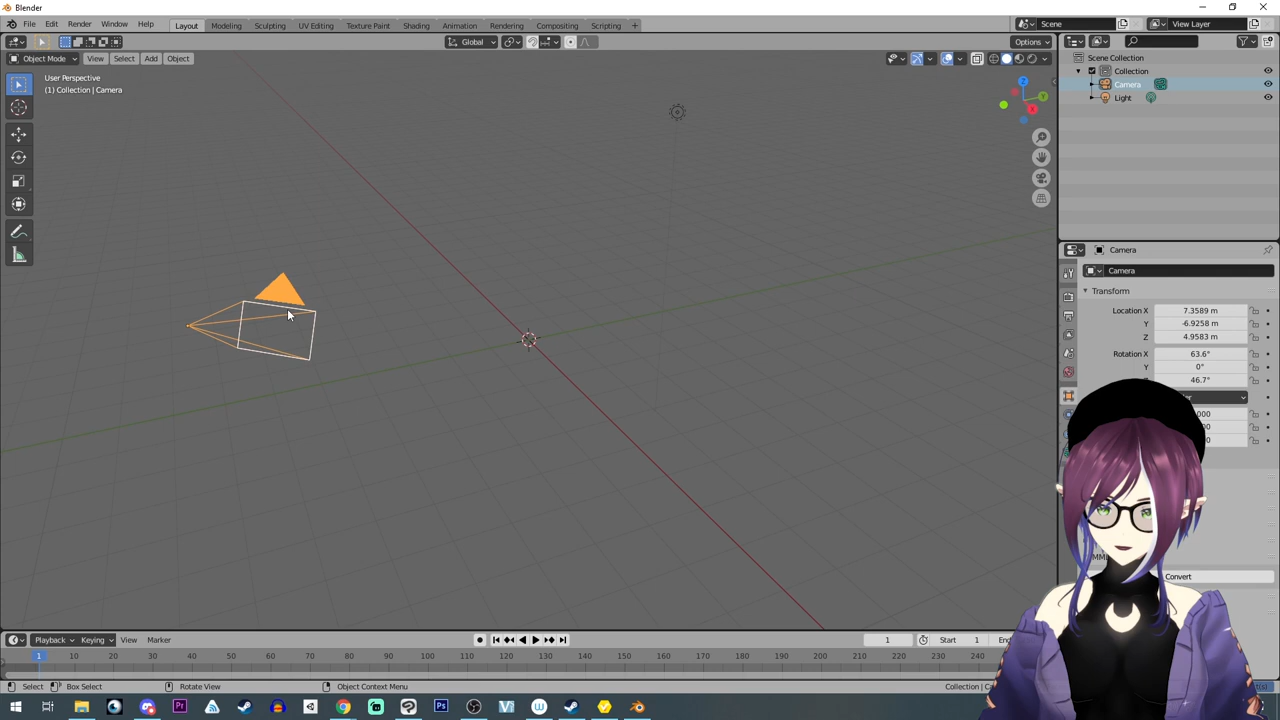 Blender
File Edit Render Window Help Layout Modeling Sculpting UV Editing Texture Paint Shading Animation Rendering Compositing Scripting + Scene View Layer
Global Options
Object Mode View Select Add Object
User Perspective
(1) Collection | Camera
Z
Y
X
Scene Collection
Collection
Camera
Light
Camera
Camera
Transform
Location X 7.3589 m
Y -6.9258 m
Z 4.9583 m
Rotation X 63.6°
Y 0°
46.7°
Convert
Playback Keying View Marker 1 Start 1
1 10 20 30 40 50 60 70 80 90 100 110 120 130 140 150 160 170 180 190 200 210 220 230 240
Select Box Select Rotate View Object Context Menu Collection |
Pr Ps